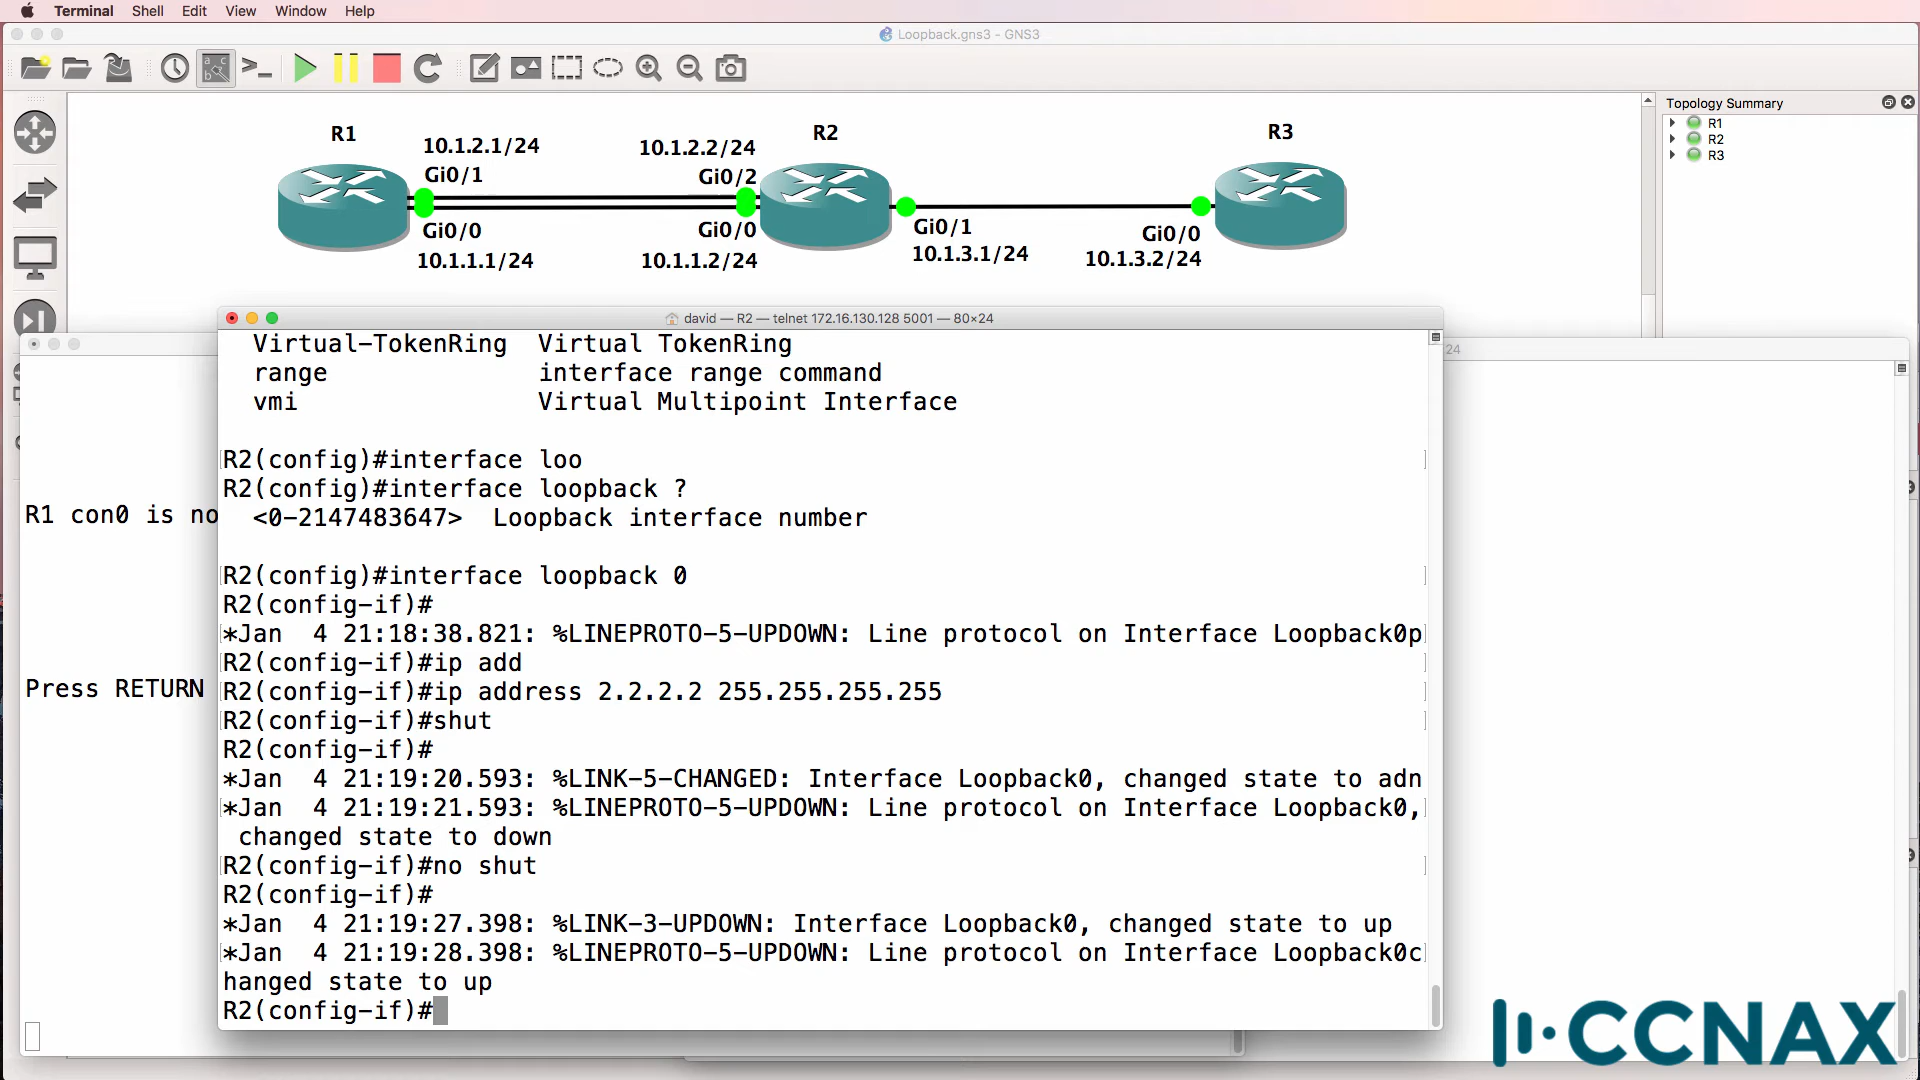 Terminal Shell Edit View Window Help
Loopback.gns3 - GNS3
Topology Summary
R1
R2
R3
R1
R2
R3
10.1.2.1/24
Gi0/1
10.1.2.2/24
Gi0/2
Gi0/0
10.1.1.1/24
Gi0/0
10.1.1.2/24
Gi0/1
10.1.3.1/24
Gi0/0
10.1.3.2/24
david — R2 — telnet 172.16.130.128 5001 — 80×24
24
Virtual-TokenRing Virtual TokenRing
range interface range command
vmi Virtual Multipoint Interface
R2(config)#interface loo
R2(config)#interface loopback ?
<0-2147483647> Loopback interface number
R2(config)#interface loopback 0
R2(config-if)#
*Jan 4 21:18:38.821: %LINEPROTO-5-UPDOWN: Line protocol on Interface Loopback0p
R2(config-if)#ip add
R2(config-if)#ip address 2.2.2.2 255.255.255.255
R2(config-if)#shut
R2(config-if)#
*Jan 4 21:19:20.593: %LINK-5-CHANGED: Interface Loopback0, changed state to adn
*Jan 4 21:19:21.593: %LINEPROTO-5-UPDOWN: Line protocol on Interface Loopback0,
changed state to down
R2(config-if)#no shut
R2(config-if)#
*Jan 4 21:19:27.398: %LINK-3-UPDOWN: Interface Loopback0, changed state to up
*Jan 4 21:19:28.398: %LINEPROTO-5-UPDOWN: Line protocol on Interface Loopback0c
hanged state to up
R2(config-if)#
R1 con0 is no
Press RETURN
CCNAX